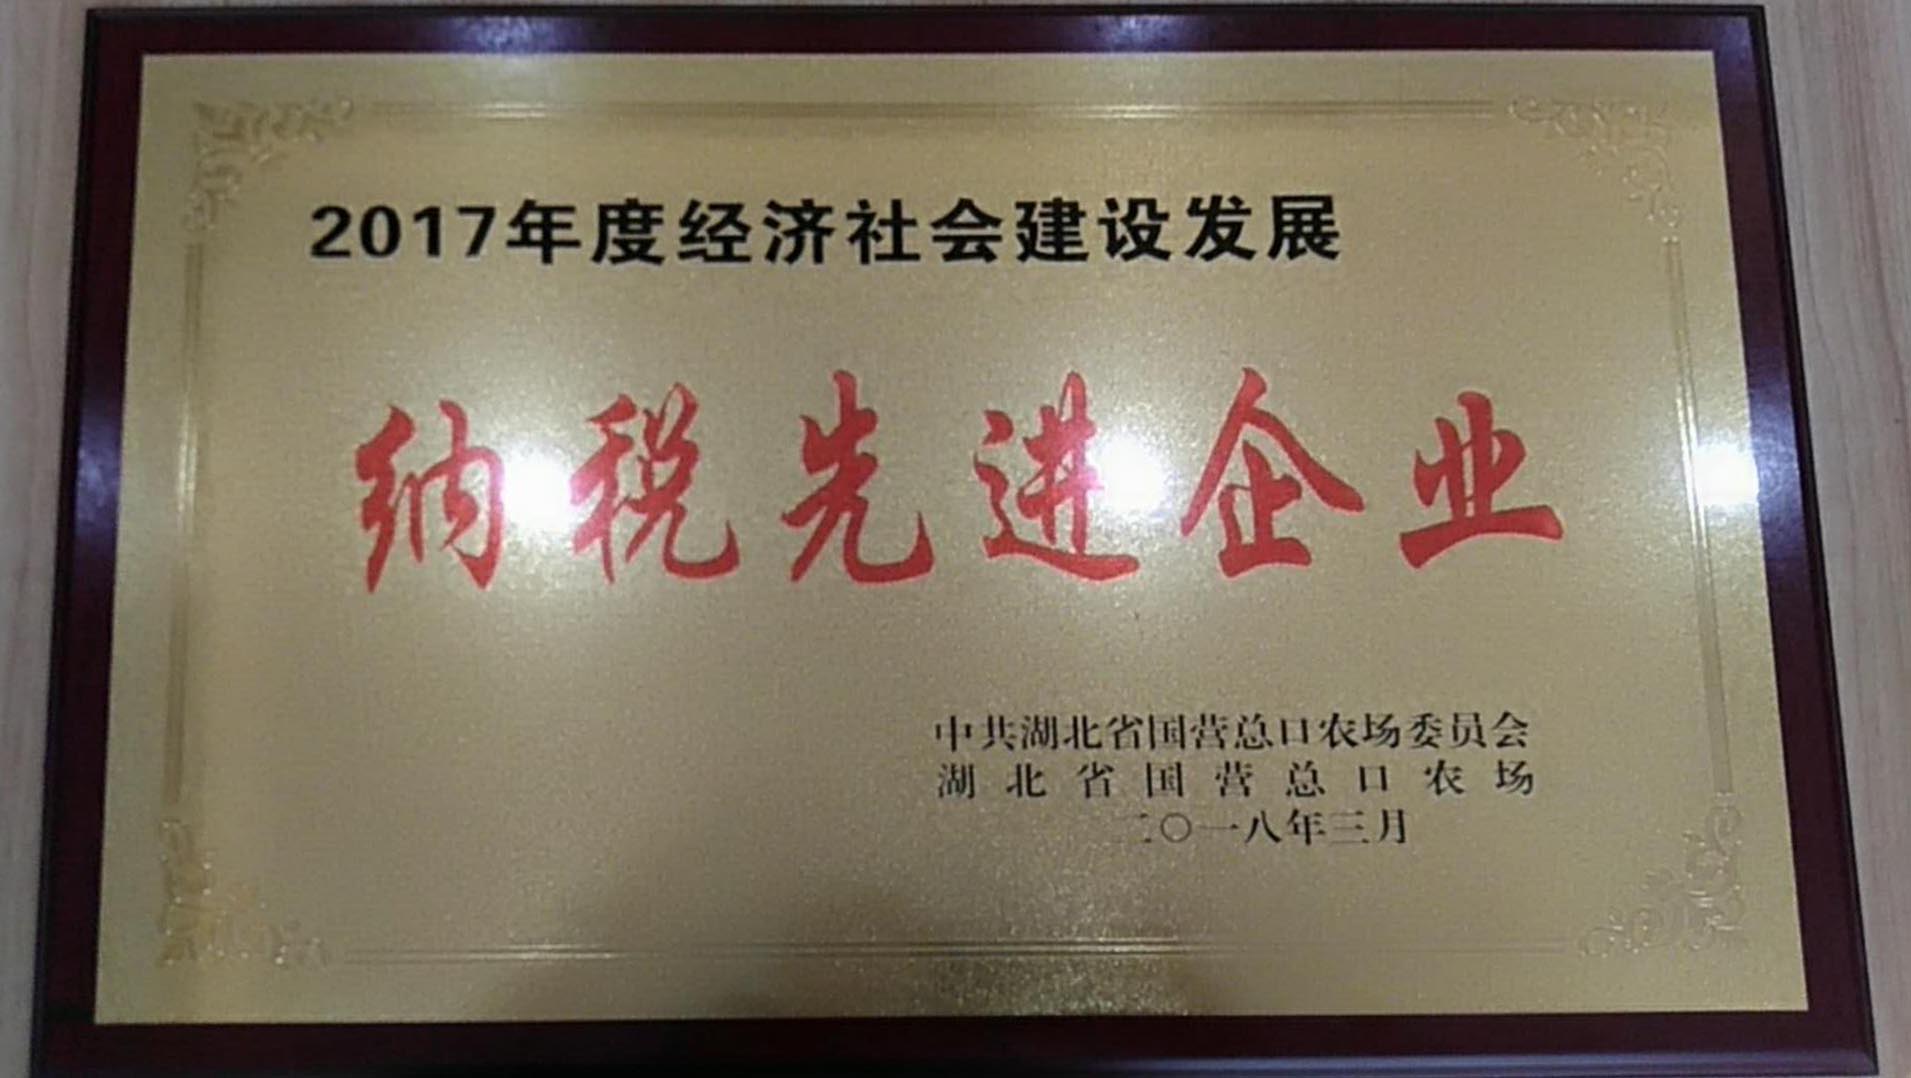 2017年度经济社会建设发展
纳税先进企业
中共湖北省国营总口农场委员会
湖北省国营总口农场
二〇一八年三月